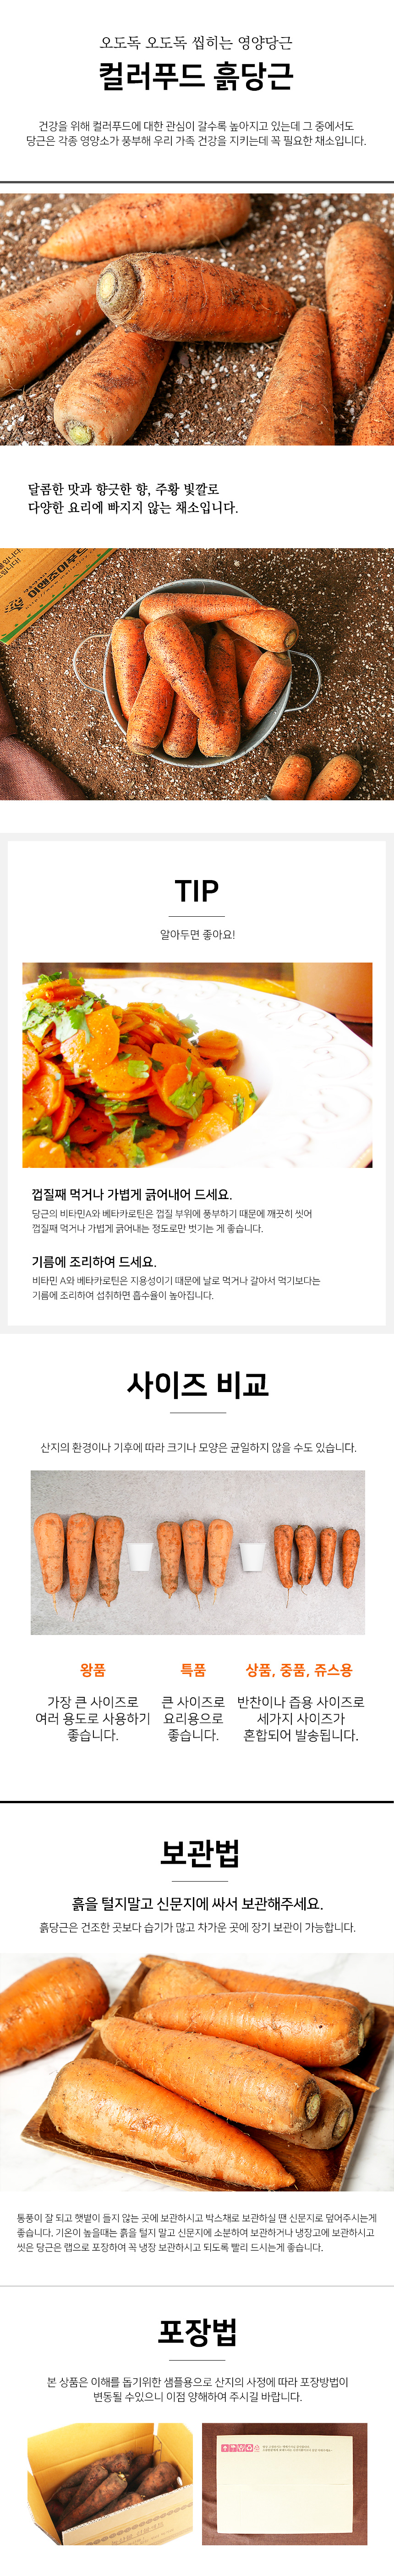 오도독 오도독 씹히는 영양당근
컬러푸드 흙당근
건강을 위해 컬러푸드에 대한 관심이 갈수록 높아지고 있는데 그 중에서도
당근은 각종 영양소가 풍부해 우리 가족 건강을 지키는데 꼭 필요한 채소입니다.
달콤한 맛과 향긋한 향, 주황 빛깔로
다양한 요리에 빠지지 않는 채소입니다.
TIP
알아두면 좋아요!
껍질째 먹거나 가볍게 긁어내어 드세요.
당근의 비타민A와 베타카로틴은 껍질 부위에 풍부하기 때문에 깨끗히 씻어
껍질째 먹거나 가볍게 긁어내는 정도로만 벗기는 게 좋습니다.
기름에 조리하여 드세요.
비타민 A와 베타카로틴은 지용성이기 때문에 날로 먹거나 갈아서 먹기보다는
기름에 조리하여 섭취하면 흡수율이 높아집니다.
사이즈 비교
산지의 환경이나 기후에 따라 크기나 모양은 균일하지 않을 수도 있습니다.
왕품
가장 큰 사이즈로
여러 용도로 사용하기
좋습니다.
특품
큰 사이즈로
요리용으로
좋습니다.
상품, 중품, 쥬스용
반찬이나 즙용 사이즈로
세가지 사이즈가
혼합되어 발송됩니다.
보관법
흙을 털지말고 신문지에 싸서 보관해주세요.
흙당근은 건조한 곳보다 습기가 많고 차가운 곳에 장기 보관이 가능합니다.
통풍이 잘 되고 햇볕이 들지 않는 곳에 보관하시고 박스채로 보관하실 땐 신문지로 덮어주시는게
좋습니다. 기온이 높을때는 흙을 털지 말고 신문지에 소분하여 보관하거나 냉장고에 보관하시고
씻은 당근은 랩으로 포장하여 꼭 냉장 보관하시고 되도록 빨리 드시는게 좋습니다.
포장법
본 상품은 이해를 돕기위한 샘플용으로 산지의 사정에 따라 포장방법이
변동될 수있으니 이점 양해하여 주시길 바랍니다.